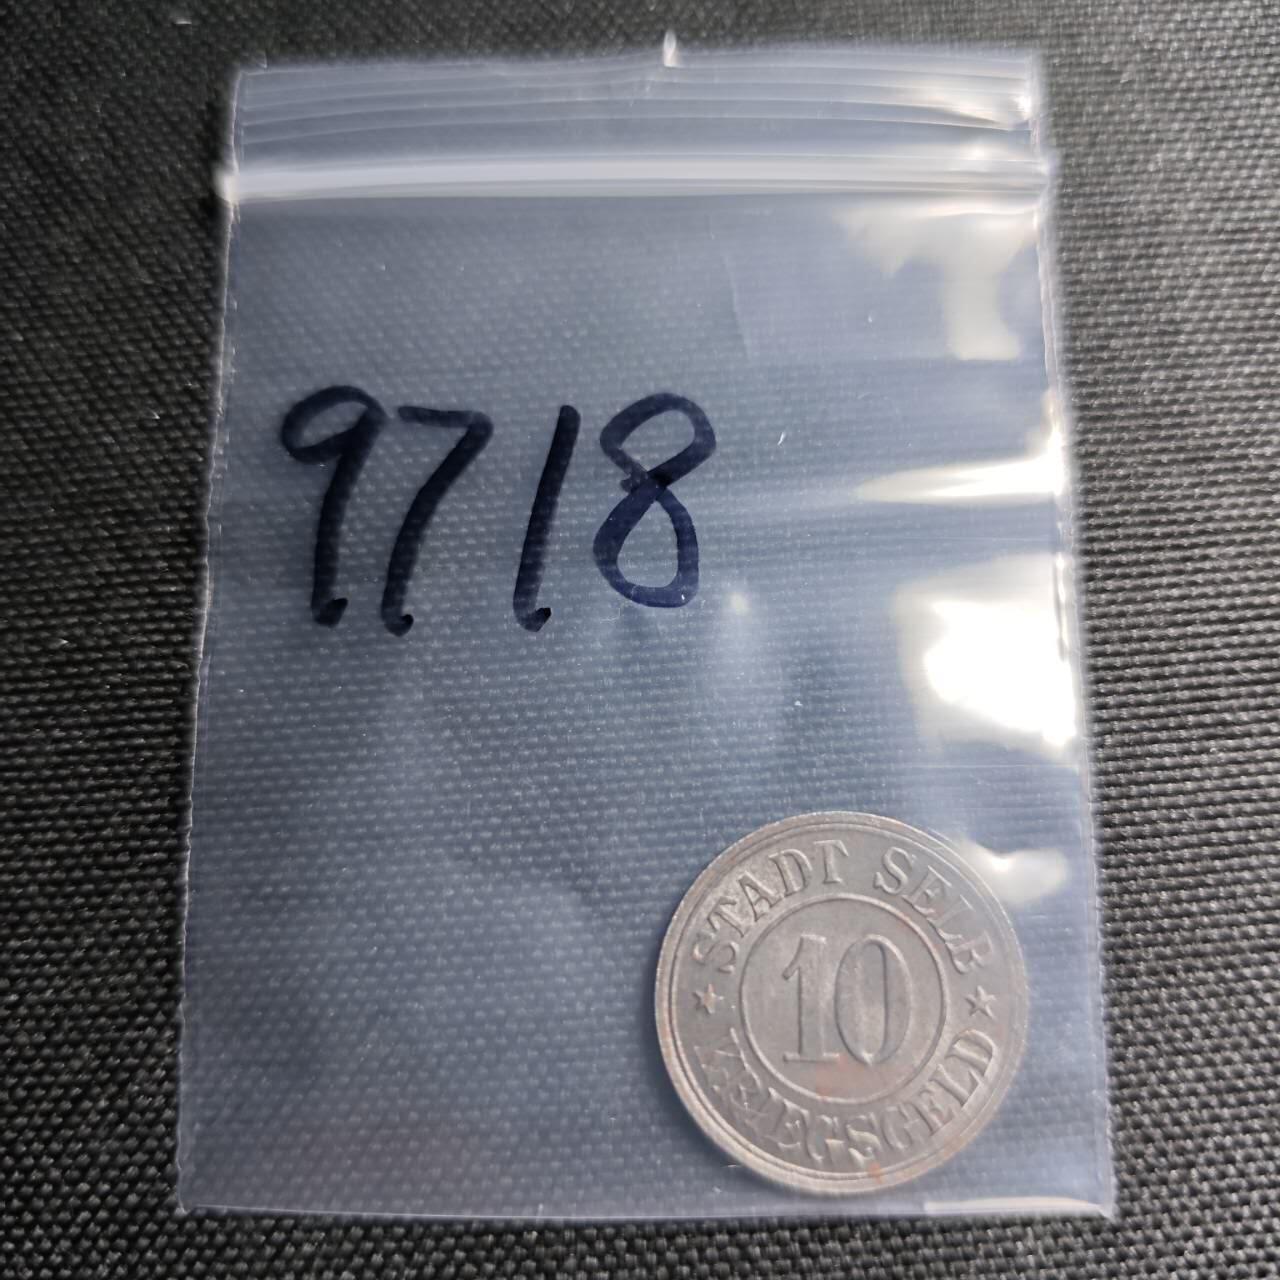 9718
STADT SELB
10
KRIEGSGELD